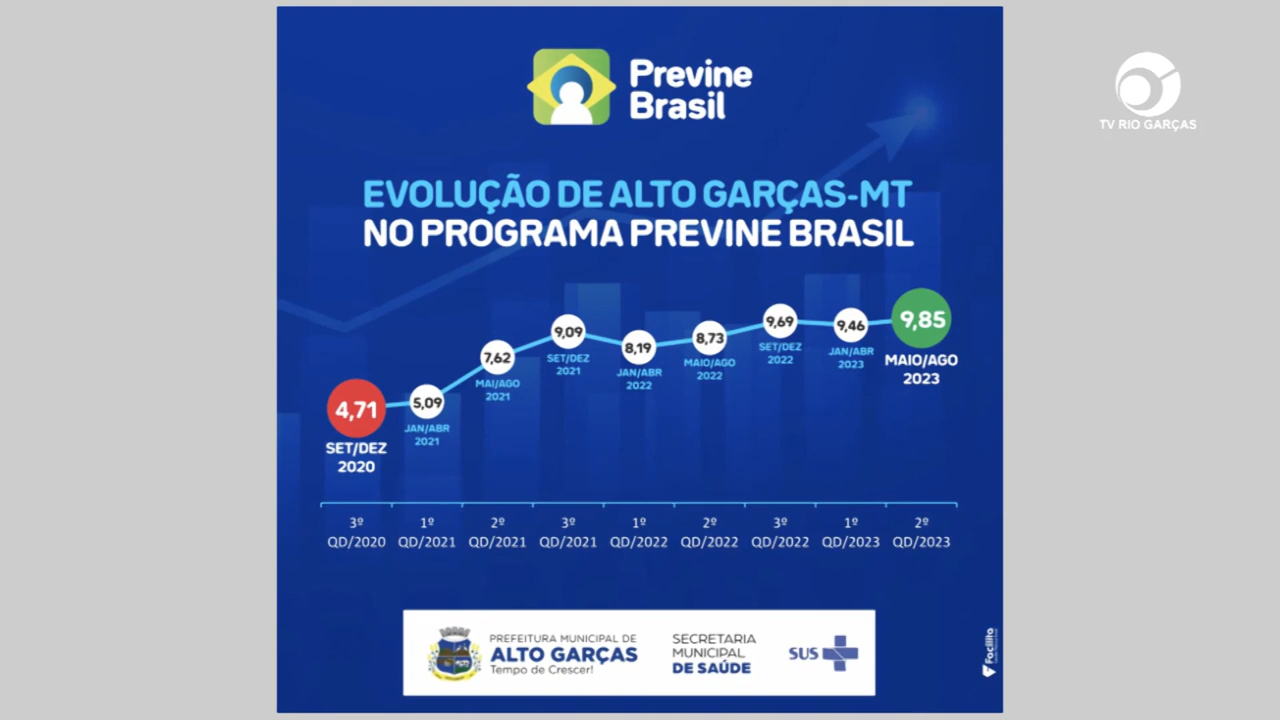 Previne
Brasil
TV RIO GARÇAS
EVOLUÇÃO DE ALTO GARÇAS-MT
NO PROGRAMA PREVINE BRASIL
4,71
SET/DEZ
2020
5,09
JAN/ABR
2021
7,62
MAI/AGO
2021
9,09
SET/DEZ
2021
8,19
JAN/ABR
2022
8,73
MAIO/AGO
2022
9,69
SET/DEZ
2022
9,46
JAN/ABR
2023
9,85
MAIO/AGO
2023
3º
QD/2020
1º
QD/2021
2º
QD/2021
3º
QD/2021
1º
QD/2022
2º
QD/2022
3º
QD/2022
1º
QD/2023
2º
QD/2023
PREFEITURA MUNICIPAL DE
ALTO GARÇAS
Tempo de Crescer!
SECRETARIA
MUNICIPAL
DE SAÚDE
SUS
Facilita